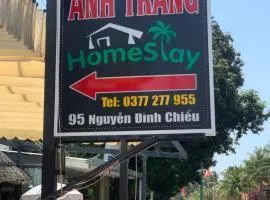 ANH TRANG
HomeStay
Tel: 0377 277 955
95 Nguyễn Đình Chiểu